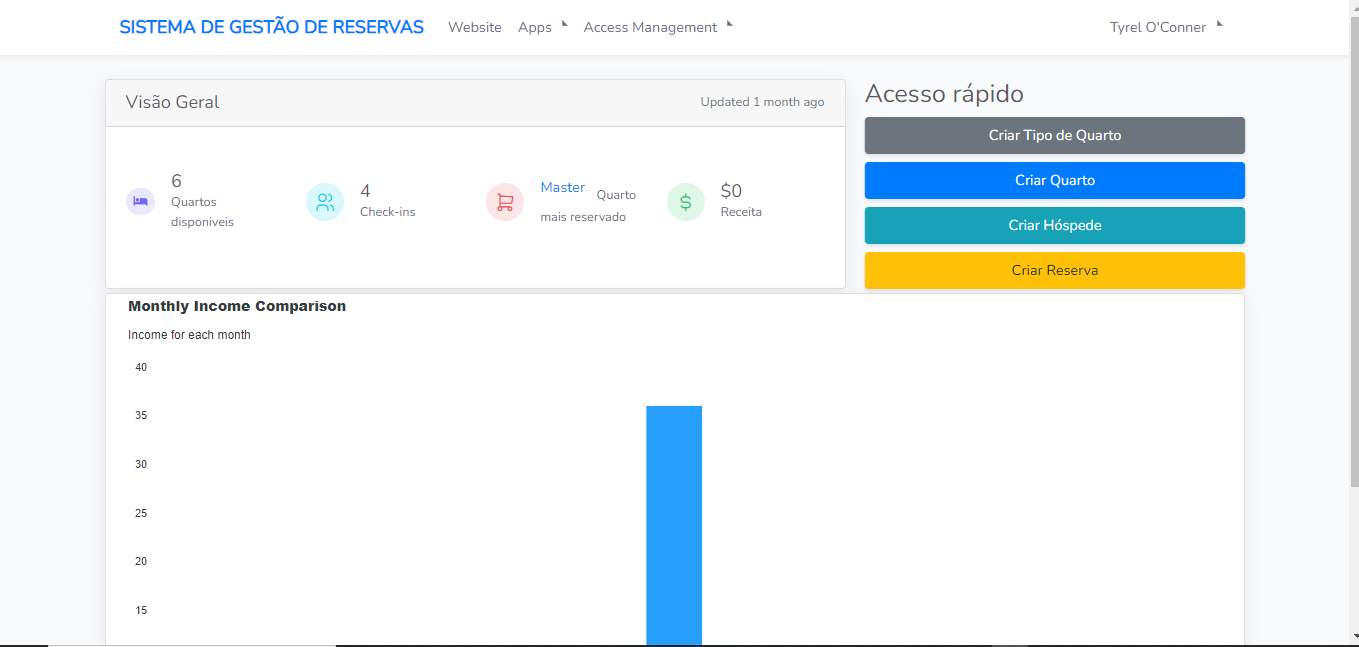 SISTEMA DE GESTÃO DE RESERVAS Website Apps Access Management Tyrel O'Conner
Visão Geral Updated 1 month ago
6
Quartos
disponiveis
4
Check-ins
Master Quarto
mais reservado
$0
Receita
Acesso rápido
Criar Tipo de Quarto
Criar Quarto
Criar Hóspede
Criar Reserva
Monthly Income Comparison
Income for each month
40
35
30
25
20
15